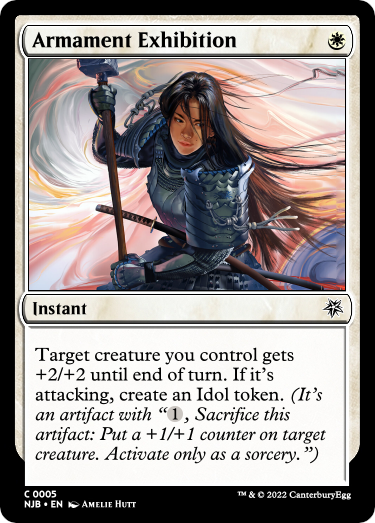 Armament Exhibition
Instant
Target creature you control gets
+2/+2 until end of turn. If it's
attacking, create an Idol token. (It's
an artifact with “1, Sacrifice this
artifact: Put a +1/+1 counter on target
creature. Activate only as a sorcery.”)
C 0005
NJB • EN Amelie Hutt
™ & © 2022 CanterburyEgg